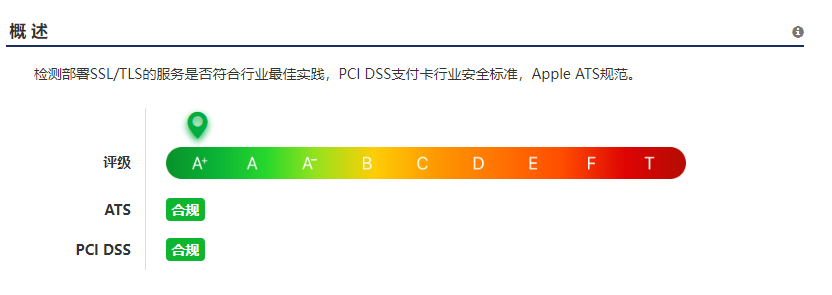 概 述
检测部署SSL/TLS的服务是否符合行业最佳实践，PCI DSS支付卡行业安全标准，Apple ATS规范。
评级 A+ A A- B C D E F T
ATS 合规
PCI DSS 合规